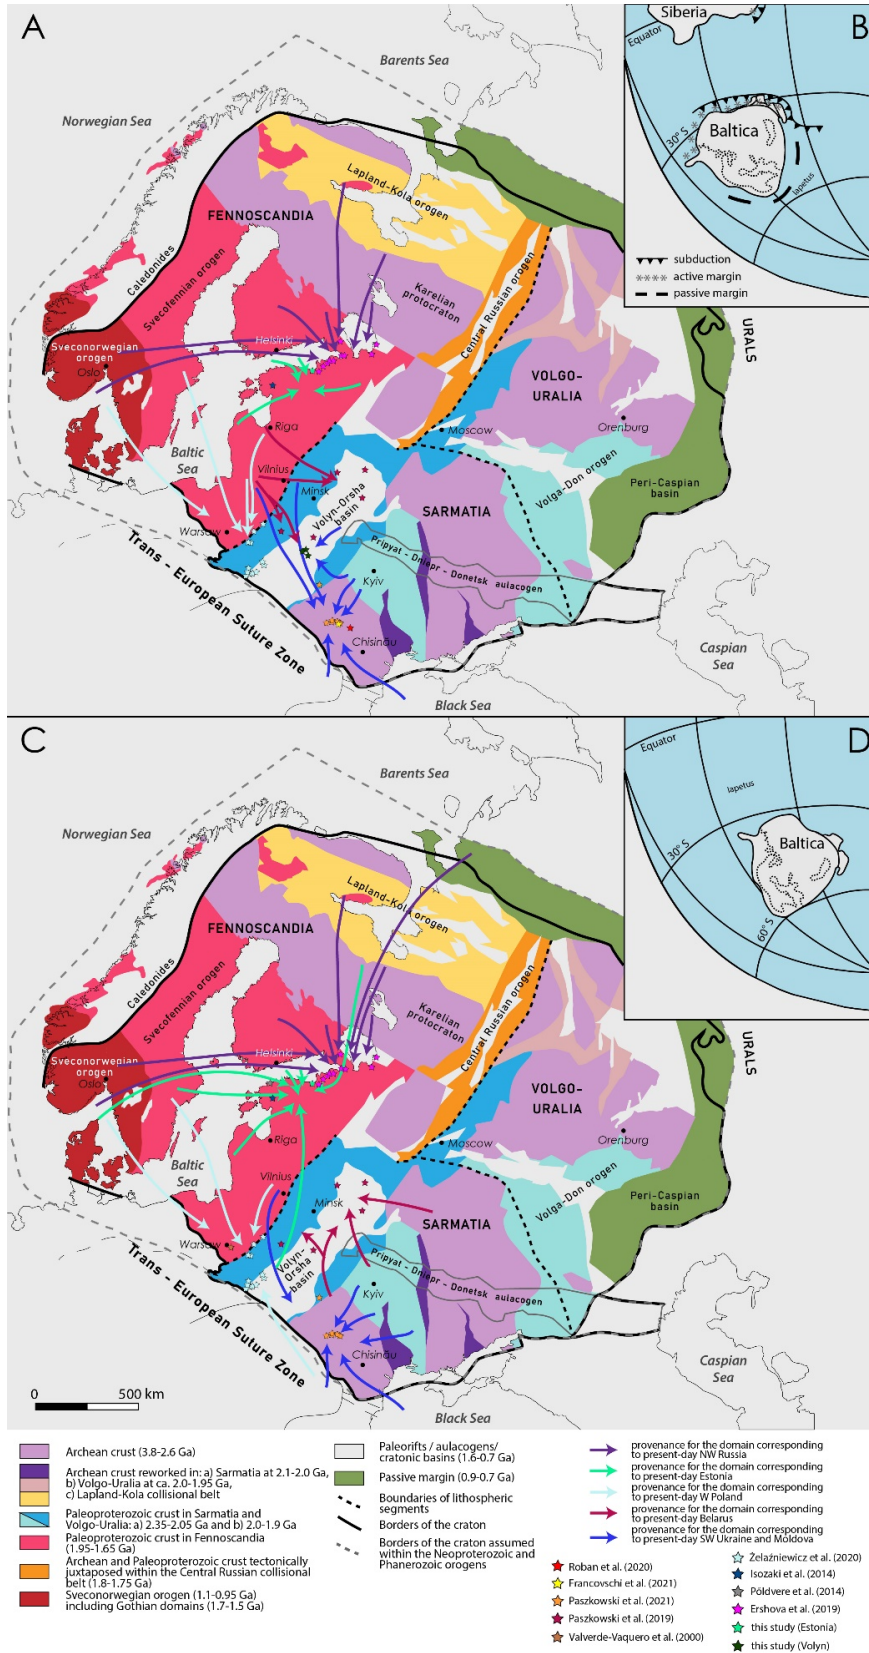 A
Barents Sea
Norwegian Sea
Lapland-Kola orogen
FENNOSCANDIA
Caledonides
Svecofennian orogen
Karelian
protocraton
Central Russian orogen
URALS
Sveconorwegian
orogen
Oslo
Helsinki
VOLGO-
URALIA
Riga
Moscow
Orenburg
Baltic
Sea
Vilnius
Minsk
Volyn-Orsha
basin
SARMATIA
Volga-Don orogen
Peri-Caspian
basin
Warsaw
Pripyat - Dniepr - Donetsk aulacogen
Kyiv
Trans - European Suture Zone
Chisinău
Caspian
Sea
Black Sea
B
Siberia
Equator
30° S
Baltica
Iapetus
subduction
active margin
passive margin
C
Barents Sea
Norwegian Sea
Lapland-Kola orogen
FENNOSCANDIA
Caledonides
Svecofennian orogen
Karelian
protocraton
Central Russian orogen
URALS
Sveconorwegian
orogen
Oslo
Helsinki
VOLGO-
URALIA
Riga
Moscow
Orenburg
Baltic
Sea
Vilnius
Minsk
Volyn-
Orsha
basin
SARMATIA
Volga-Don orogen
Peri-Caspian
basin
Warsaw
Pripyat - Dniepr - Donetsk aulacogen
Kyiv
Trans - European Suture Zone
Chisinău
Caspian
Sea
Black Sea
0 500 km
D
Equator
Iapetus
30° S
Baltica
60° S
Archean crust (3.8-2.6 Ga)
Archean crust reworked in: a) Sarmatia at 2.1-2.0 Ga,
b) Volgo-Uralia at ca. 2.0-1.95 Ga,
c) Lapland-Kola collisional belt
Paleoproterozoic crust in Sarmatia and
Volgo-Uralia: a) 2.35-2.05 Ga and b) 2.0-1.9 Ga
Paleoproterozoic crust in Fennoscandia
(1.95-1.65 Ga)
Archean and Paleoproterozoic crust tectonically
juxtaposed within the Central Russian collisional
belt (1.8-1.75 Ga)
Sveconorwegian orogen (1.1-0.95 Ga)
including Gothian domains (1.7-1.5 Ga)
Paleorifts / aulacogens/
cratonic basins (1.6-0.7 Ga)
Passive margin (0.9-0.7 Ga)
Boundaries of lithospheric
segments
Borders of the craton
Borders of the craton assumed
within the Neoproterozoic and
Phanerozoic orogens
provenance for the domain corresponding
to present-day NW Russia
provenance for the domain corresponding
to present-day Estonia
provenance for the domain corresponding
to present-day W Poland
provenance for the domain corresponding
to present-day Belarus
provenance for the domain corresponding
to present-day SW Ukraine and Moldova
Roban et al. (2020)
Francovschi et al. (2021)
Paszkowski et al. (2021)
Paszkowski et al. (2019)
Valverde-Vaquero et al. (2000)
Żelaźniewicz et al. (2020)
Isozaki et al. (2014)
Põldvere et al. (2014)
Ershova et al. (2019)
this study (Estonia)
this study (Volyn)